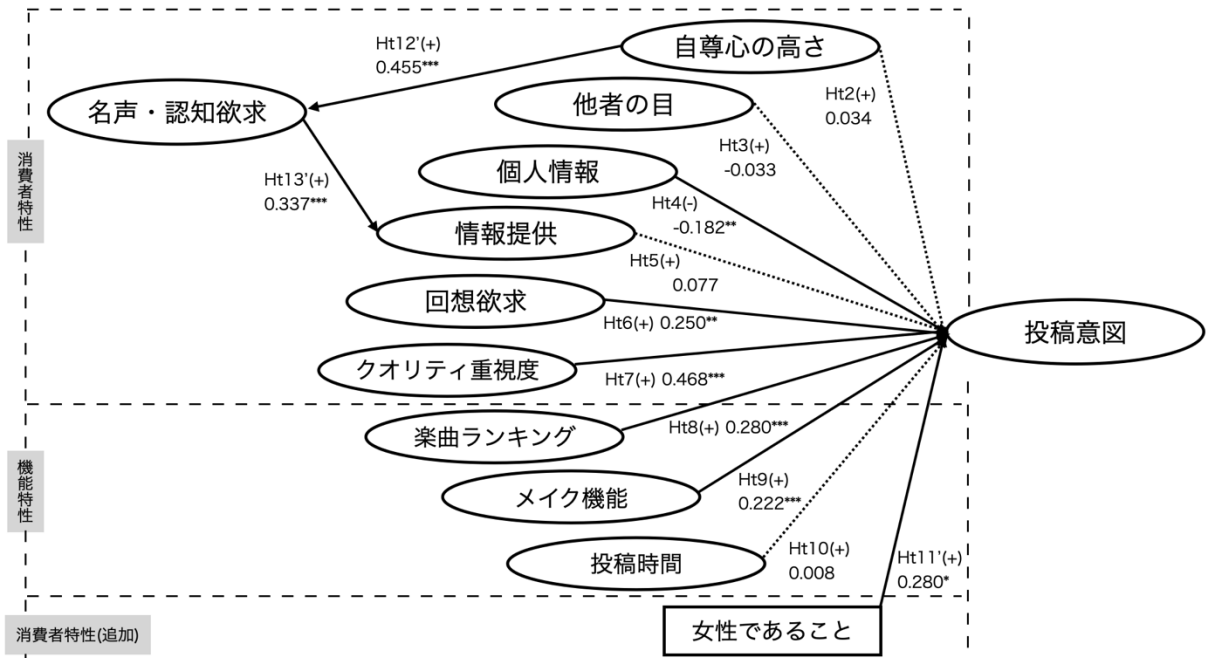 Ht12'(+)
0.455***
自尊心の高さ
名声・認知欲求
他者の目
Ht2(+)
0.034
Ht3(+)
-0.033
消費者特性
Ht13'(+)
0.337***
個人情報
Ht4(-)
-0.182**
情報提供
Ht5(+)
0.077
回想欲求
Ht6(+) 0.250**
投稿意図
クオリティ重視度
Ht7(+) 0.468***
楽曲ランキング
Ht8(+) 0.280***
機能特性
メイク機能
Ht9(+)
0.222***
投稿時間
Ht10(+)
0.008
Ht11'(+)
0.280*
消費者特性(追加)
女性であること